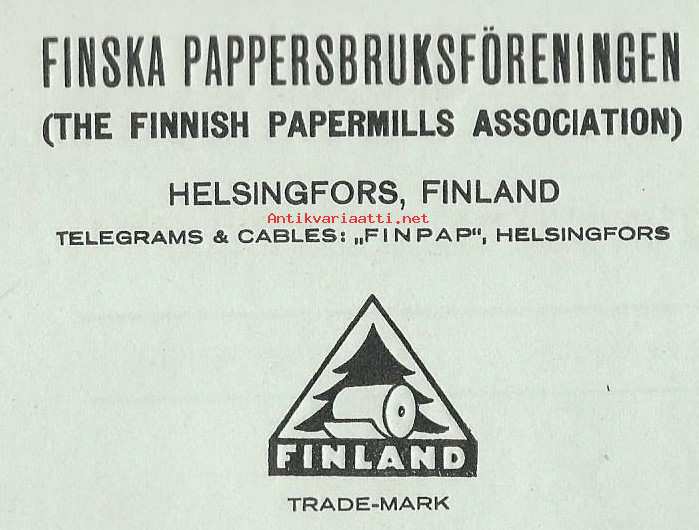 FINSKA PAPPERSBRUKSFÖRENINGEN
(THE FINNISH PAPERMILLS ASSOCIATION)
HELSINGFORS, FINLAND
Antikvariaatti.net
TELEGRAMS & CABLES: „FINPAP“, HELSINGFORS
FINLAND
TRADE-MARK